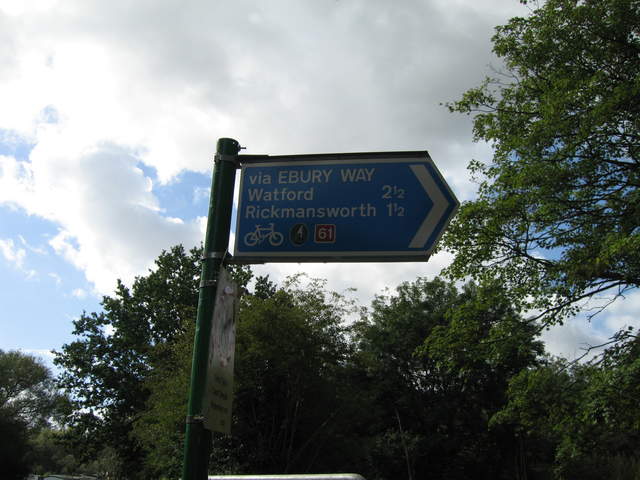 via EBURY WAY
Watford 2½
Rickmansworth 1½
61